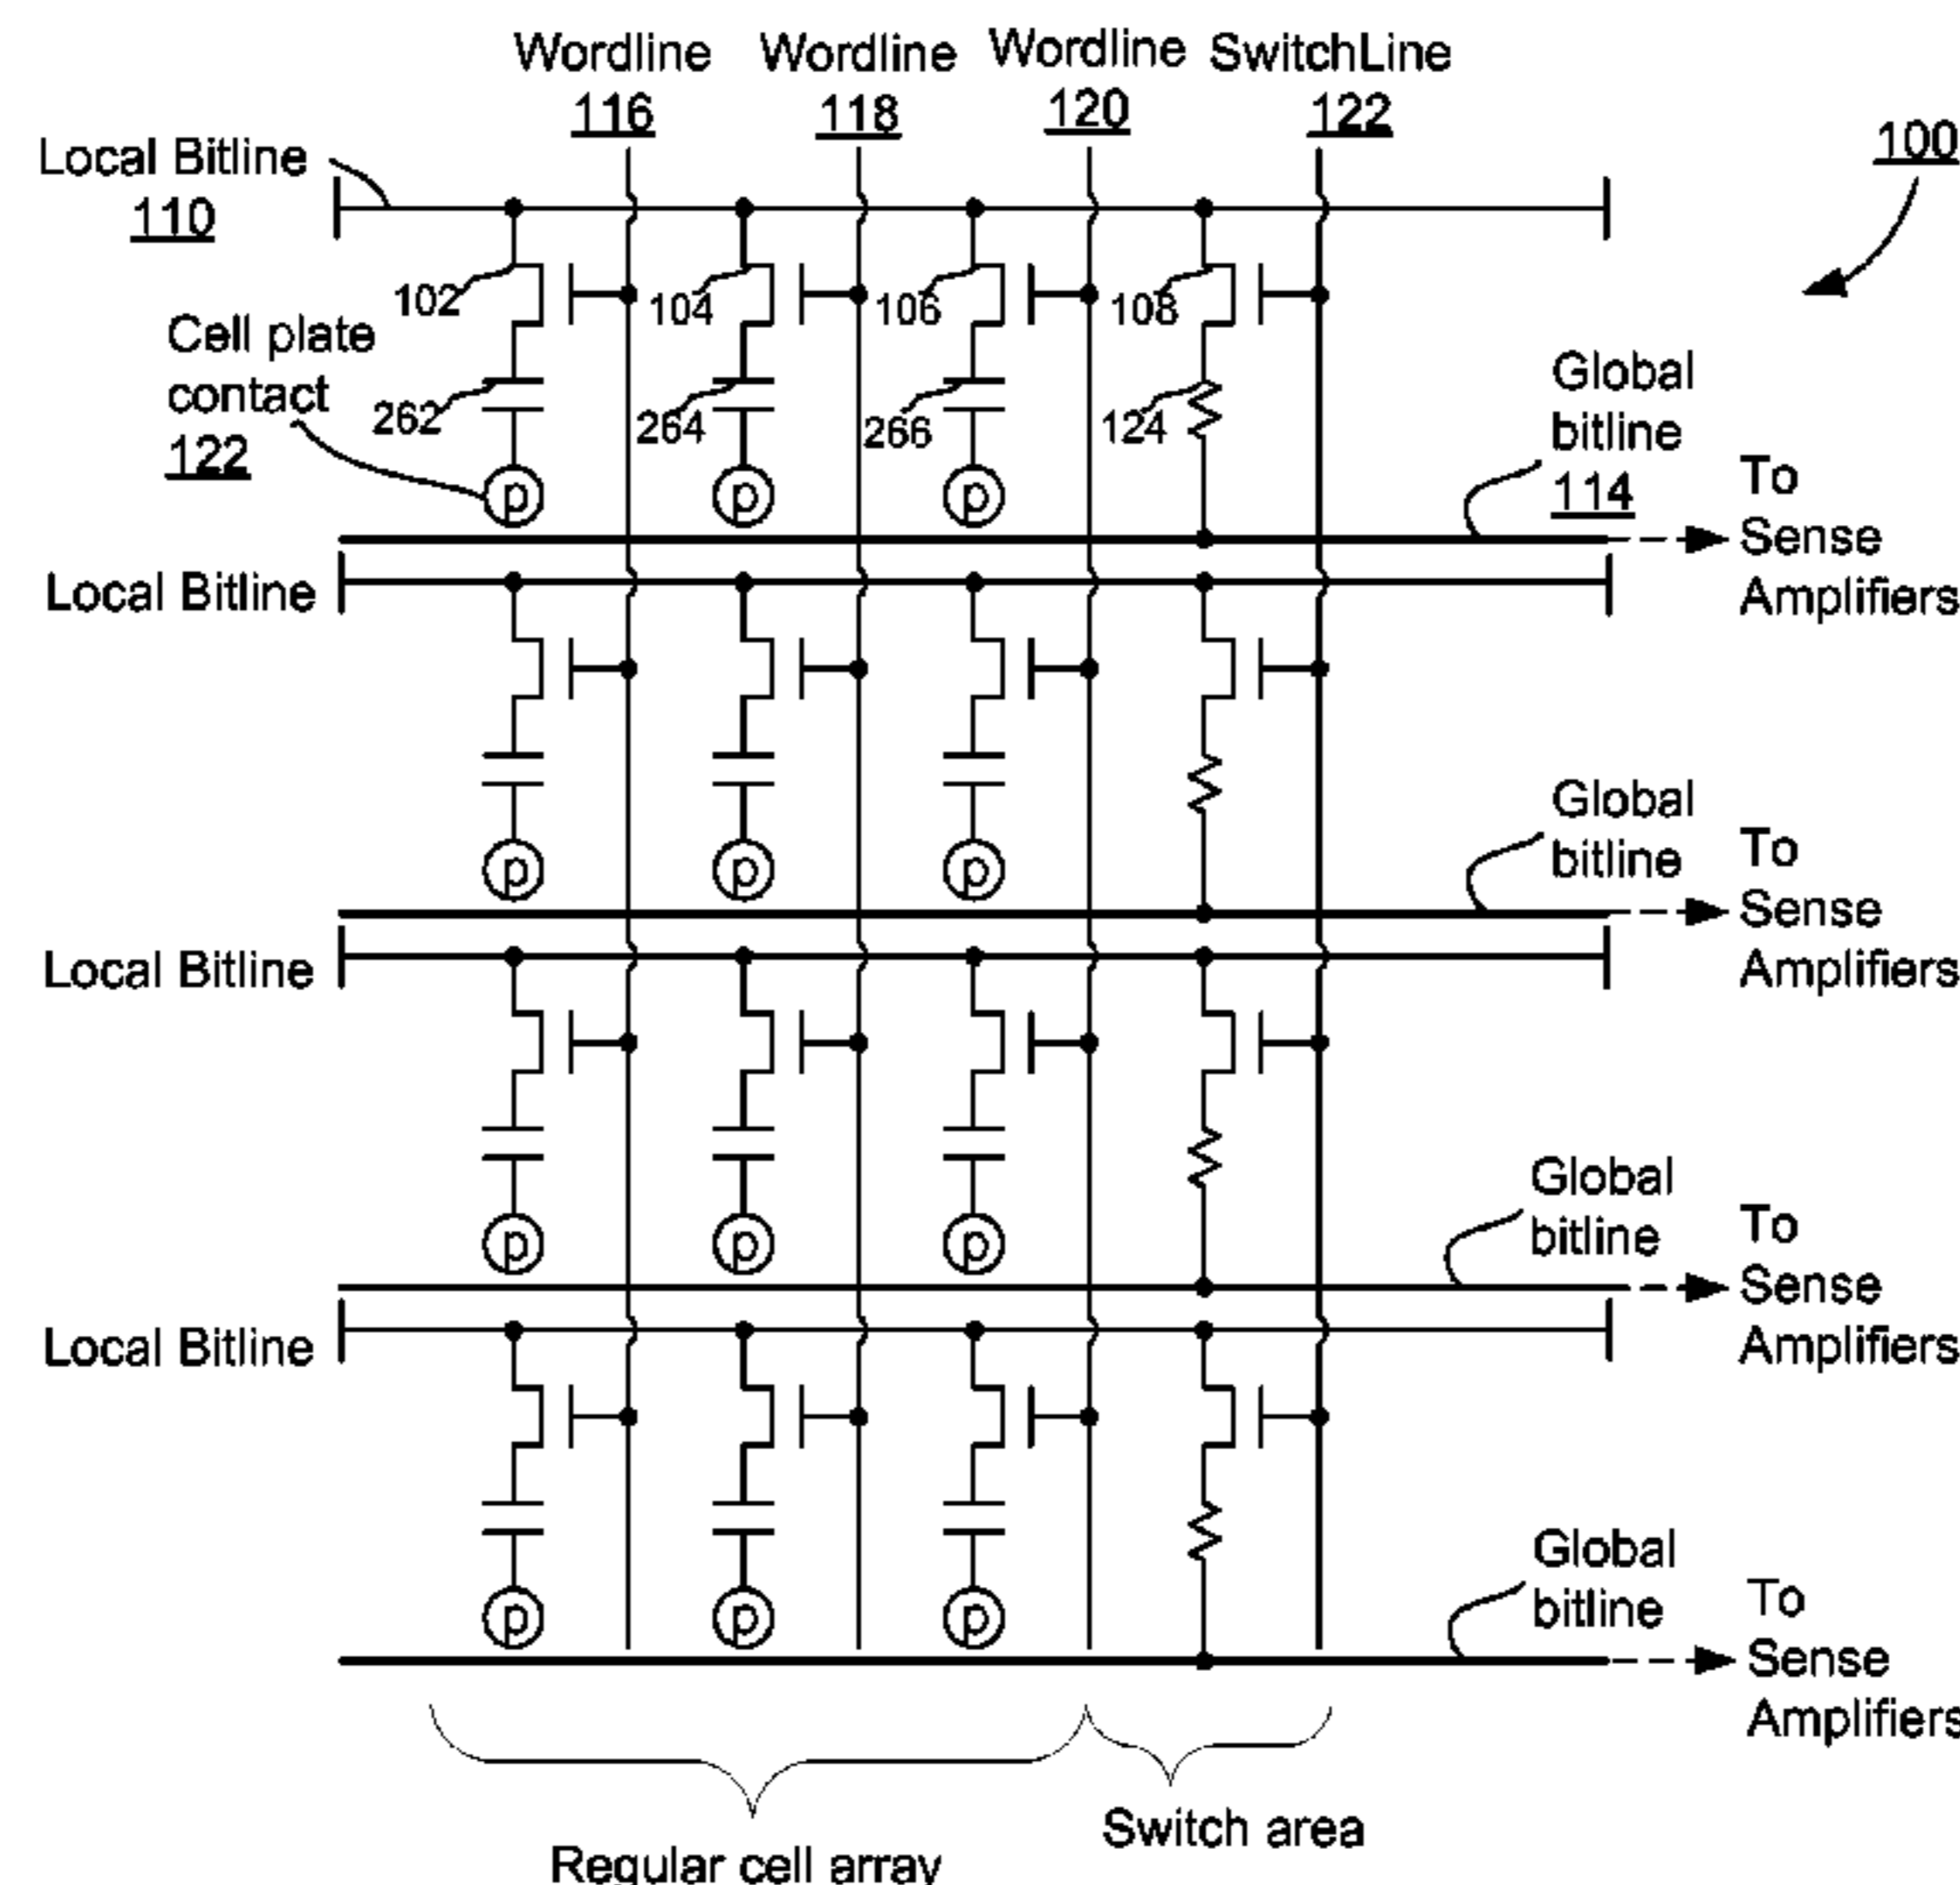 Wordline
116
Wordline
118
Wordline
120
SwitchLine
122
100
Local Bitline
110
102
104
106
108
Cell plate
contact
122
262
264
266
124
Global
bitline
114
p
p
p
To
Sense
Amplifiers
Local Bitline
Global
bitline
p
p
p
To
Sense
Amplifiers
Local Bitline
Global
bitline
p
p
p
To
Sense
Amplifiers
Local Bitline
Global
bitline
p
p
p
To
Sense
Amplifiers
Regular cell array
Switch area